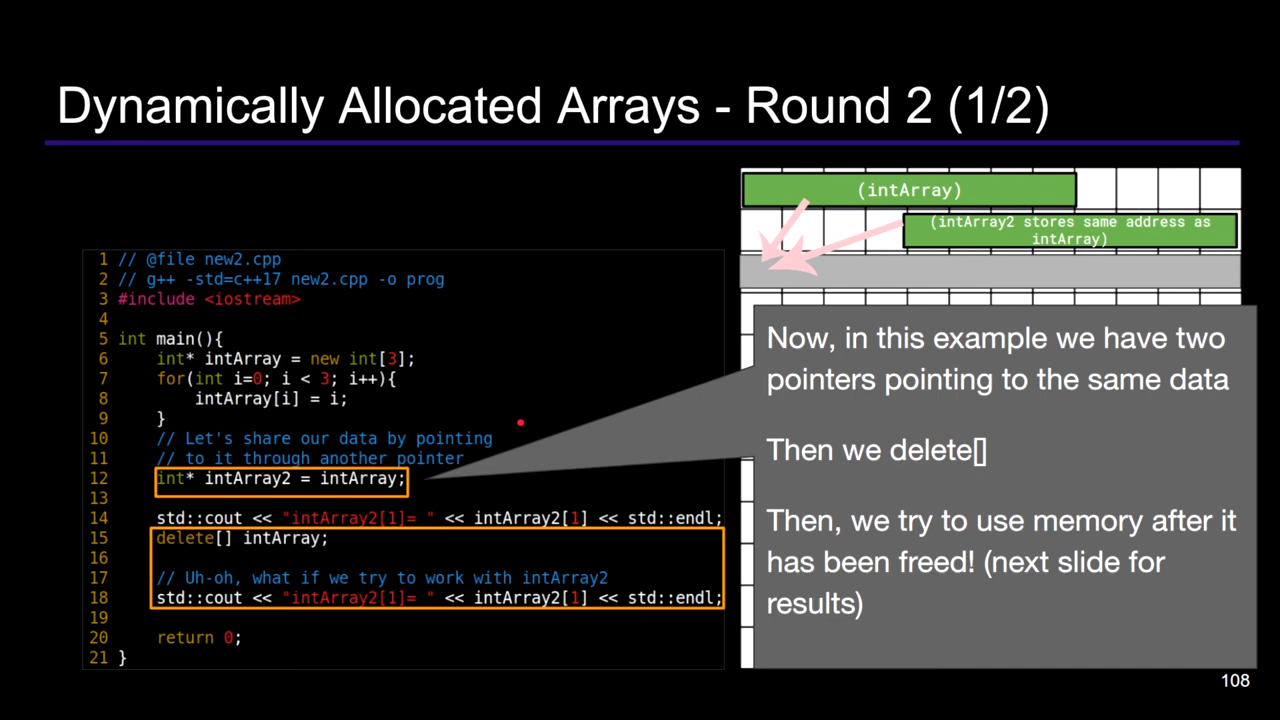 Dynamically Allocated Arrays - Round 2 (1/2)
1 // @file new2.cpp
2 // g++ -std=c++17 new2.cpp -o prog
3 #include <iostream>
4
5 int main(){
6     int* intArray = new int[3];
7     for(int i=0; i < 3; i++){
8         intArray[i] = i;
9     }
10     // Let's share our data by pointing
11     // to it through another pointer
12     int* intArray2 = intArray;
13
14     std::cout << "intArray2[1]= " << intArray2[1] << std::endl;
15     delete[] intArray;
16
17     // Uh-oh, what if we try to work with intArray2
18     std::cout << "intArray2[1]= " << intArray2[1] << std::endl;
19
20     return 0;
21 }
(intArray)
(intArray2 stores same address as
intArray)
Now, in this example we have two
pointers pointing to the same data
Then we delete[]
Then, we try to use memory after it
has been freed! (next slide for
results)
108